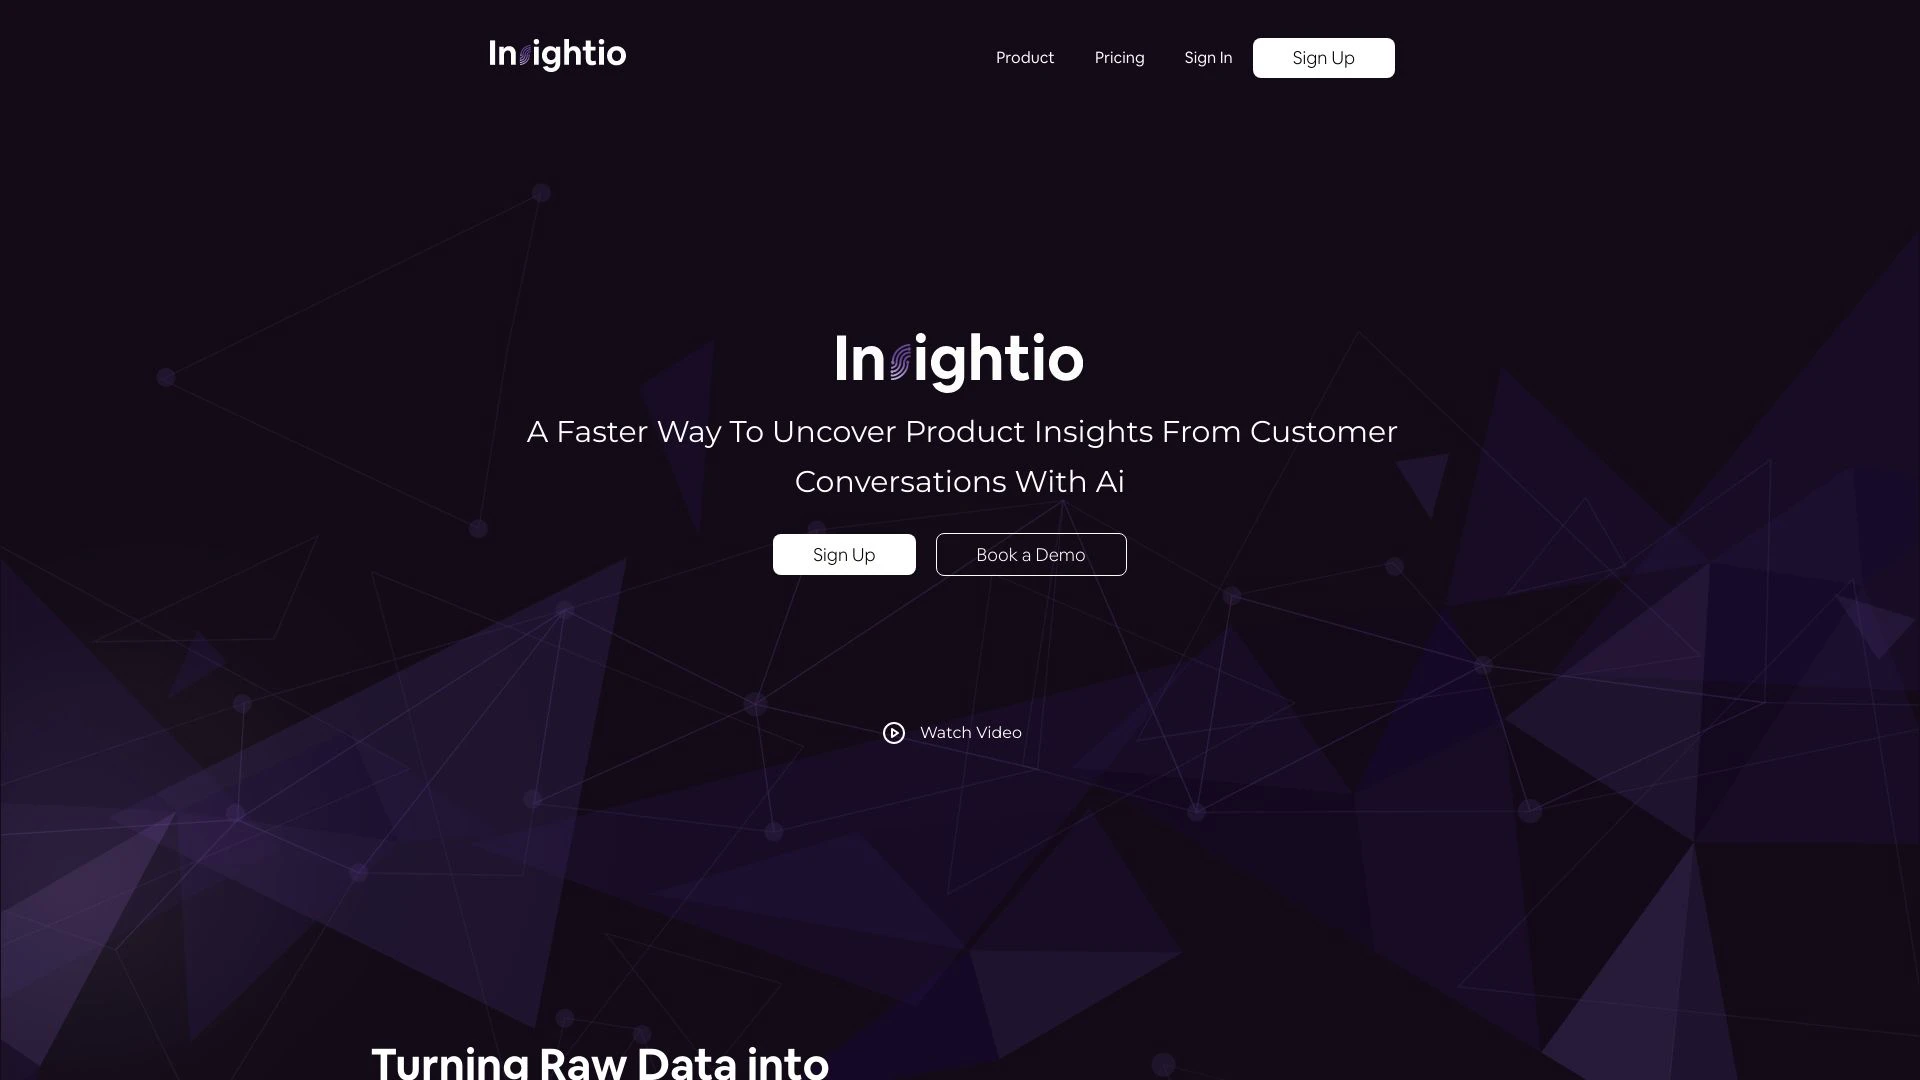 Insightio
Product Pricing Sign In Sign Up
Insightio
A Faster Way To Uncover Product Insights From Customer
Conversations With Ai
Sign Up Book a Demo
Watch Video
Turning Raw Data into